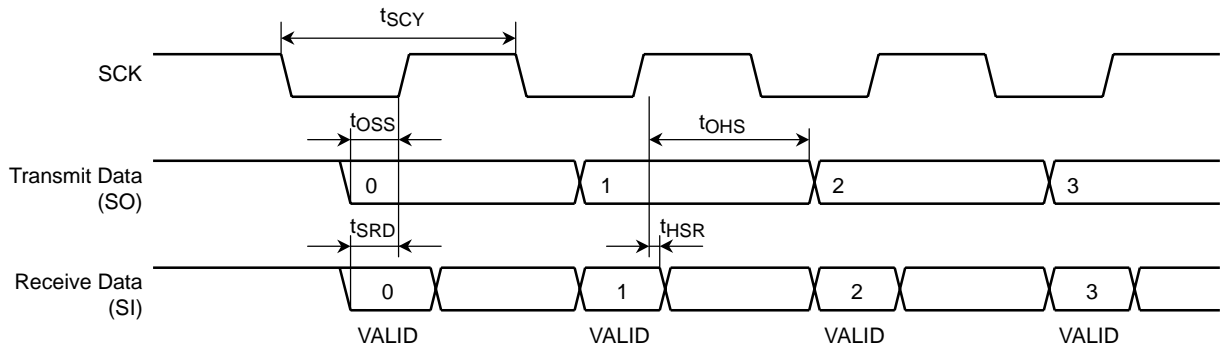 tSCY
SCK
tOSS
tOHS
Transmit Data
(SO)
0
1
2
3
tSRD
tHSR
Receive Data
(SI)
0
1
2
3
VALID
VALID
VALID
VALID